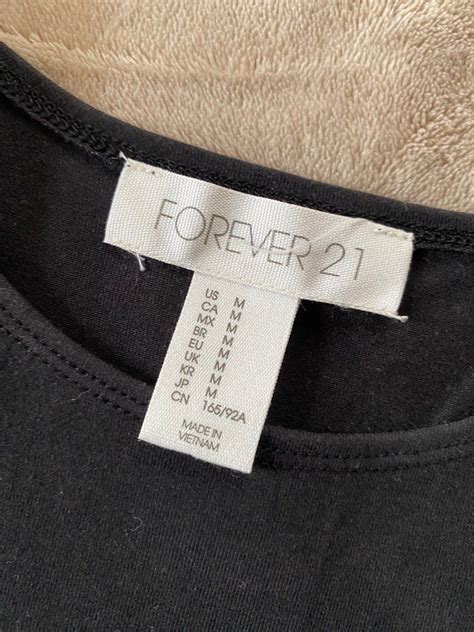 FOREVER 21
US M
CA M
MX M
BR M
EU M
UK M
KR M
JP M
CN 165/92A
MADE IN
VIETNAM